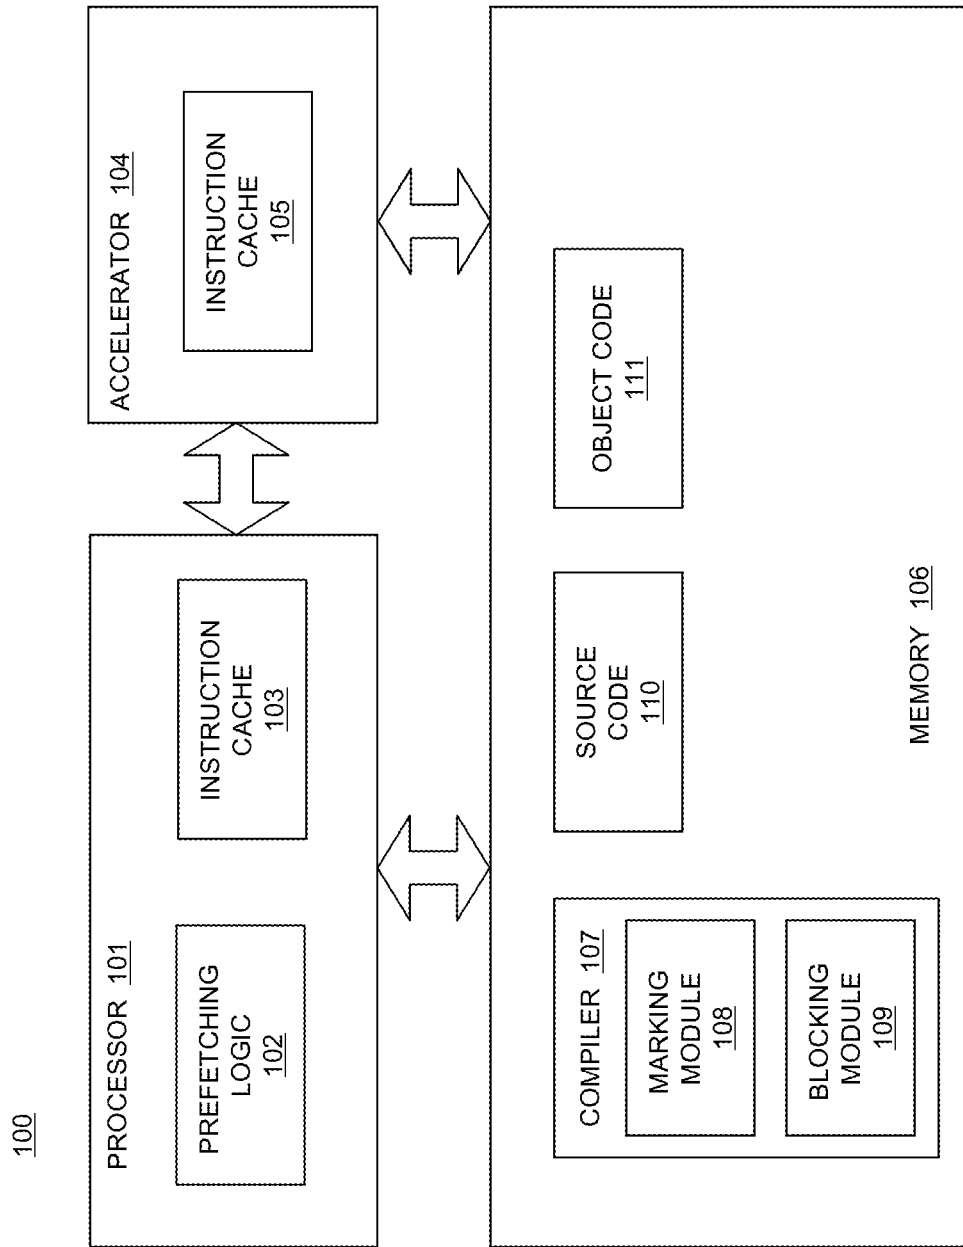 100
PROCESSOR 101
PREFETCHING
LOGIC
102
INSTRUCTION
CACHE
103
ACCELERATOR 104
INSTRUCTION
CACHE
105
COMPILER 107
MARKING
MODULE
108
BLOCKING
MODULE
109
SOURCE
CODE
110
OBJECT CODE
111
MEMORY 106